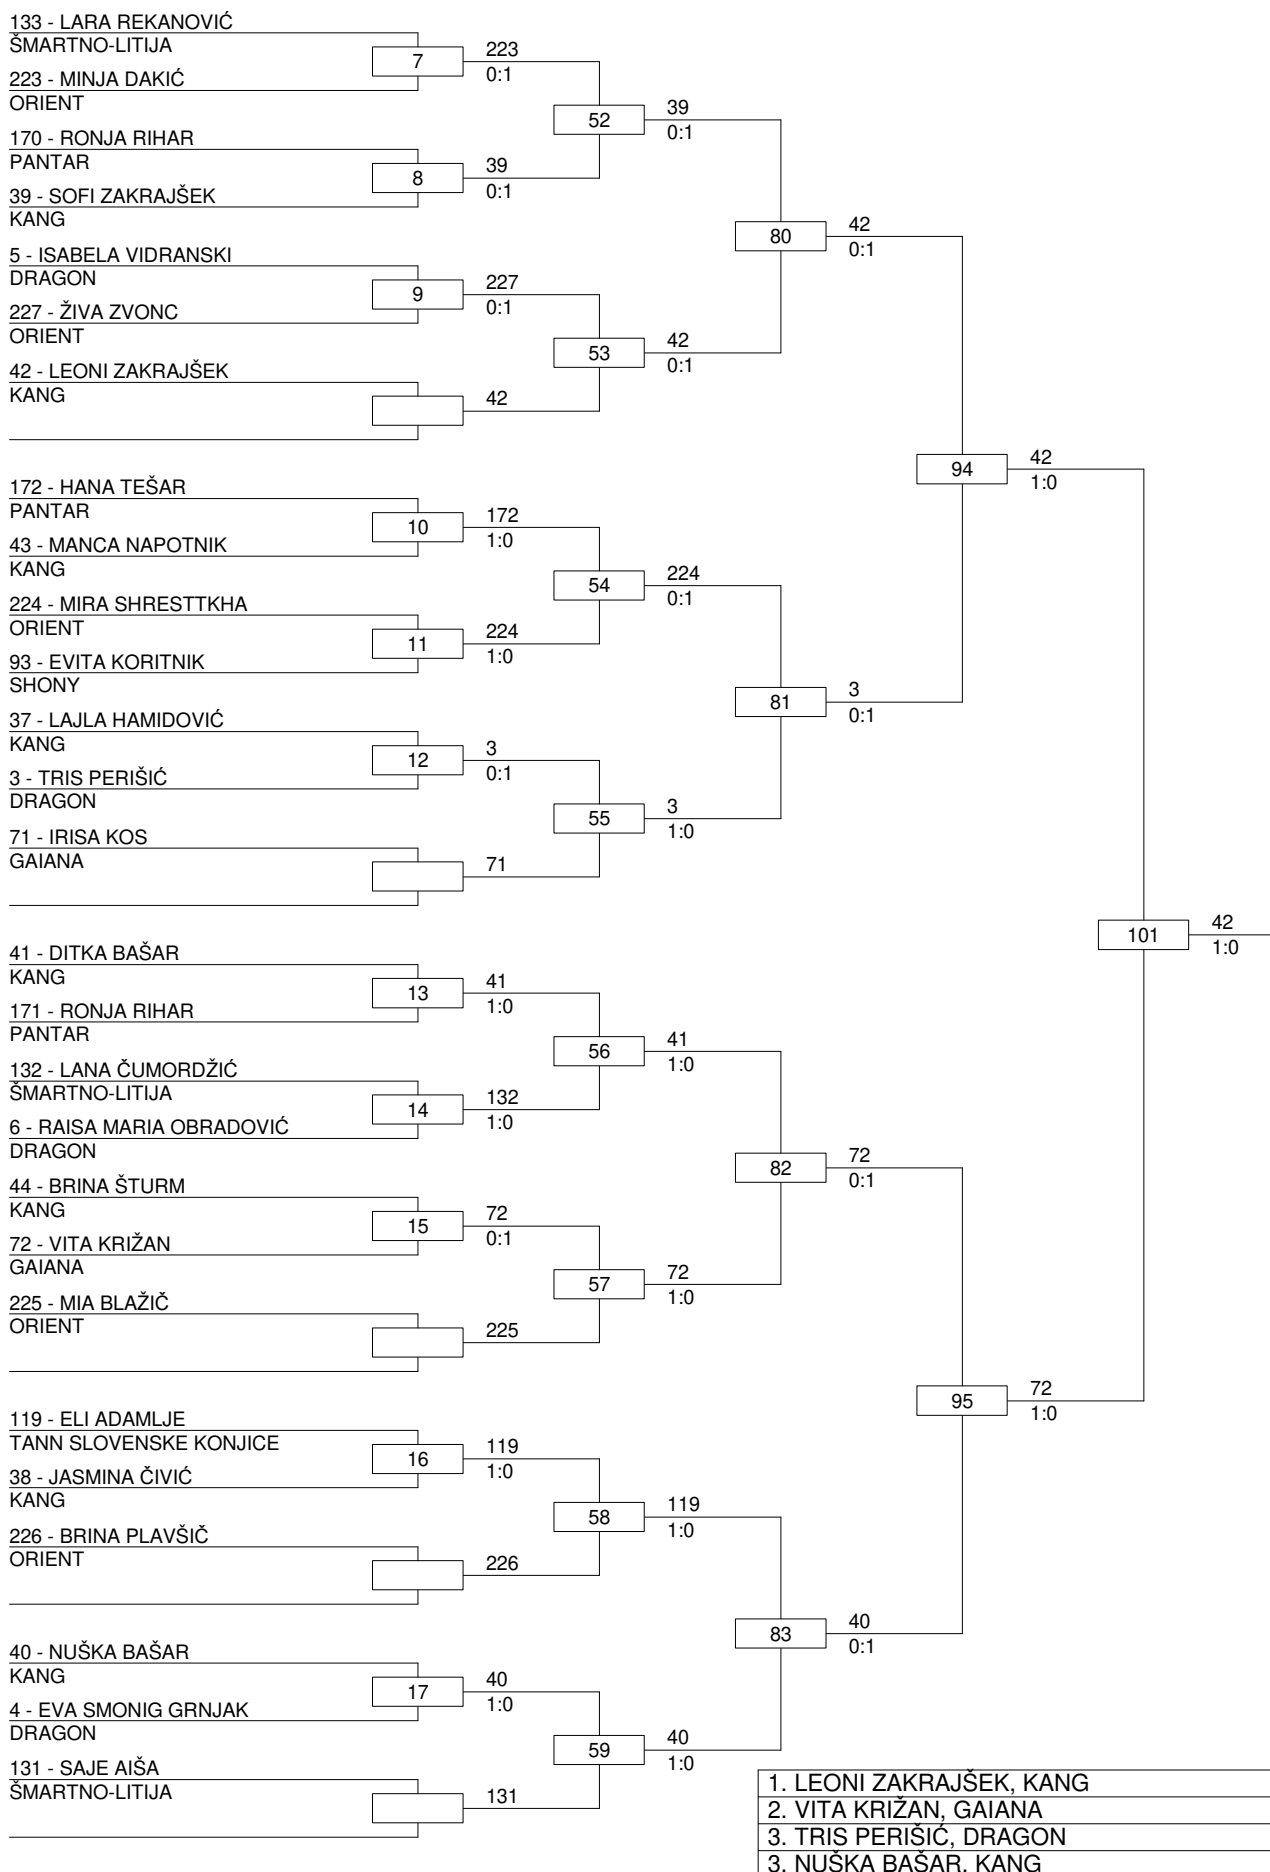 133 - LARA REKANOVIĆ
ŠMARTNO-LITIJA
7
223
0:1
223 - MINJA DAKIĆ
ORIENT
52
39
0:1
170 - RONJA RIHAR
PANTAR
8
39
0:1
39 - SOFI ZAKRAJŠEK
KANG
80
42
0:1
5 - ISABELA VIDRANSKI
DRAGON
9
227
0:1
227 - ŽIVA ZVONC
ORIENT
53
42
0:1
42 - LEONI ZAKRAJŠEK
KANG
42
94
42
1:0
172 - HANA TEŠAR
PANTAR
10
172
1:0
43 - MANCA NAPOTNIK
KANG
54
224
0:1
224 - MIRA SHRESTTKHA
ORIENT
11
224
1:0
93 - EVITA KORITNIK
SHONY
81
3
0:1
37 - LAJLA HAMIDOVIĆ
KANG
12
3
0:1
3 - TRIS PERIŠIĆ
DRAGON
55
3
1:0
71 - IRISA KOS
GAIANA
71
101
42
1:0
41 - DITKA BAŠAR
KANG
13
41
1:0
171 - RONJA RIHAR
PANTAR
56
41
1:0
132 - LANA ČUMORDŽIĆ
ŠMARTNO-LITIJA
14
132
1:0
6 - RAISA MARIA OBRADOVIĆ
DRAGON
82
72
0:1
44 - BRINA ŠTURM
KANG
15
72
0:1
72 - VITA KRIŽAN
GAIANA
57
72
1:0
225 - MIA BLAŽIČ
ORIENT
225
95
72
1:0
119 - ELI ADAMLJE
TANN SLOVENSKE KONJICE
16
119
1:0
38 - JASMINA ČIVIĆ
KANG
58
119
1:0
226 - BRINA PLAVŠIČ
ORIENT
226
83
40
0:1
40 - NUŠKA BAŠAR
KANG
17
40
1:0
4 - EVA SMONIG GRNJAK
DRAGON
59
40
1:0
131 - SAJE AIŠA
ŠMARTNO-LITIJA
131
1. LEONI ZAKRAJŠEK, KANG
2. VITA KRIŽAN, GAIANA
3. TRIS PERIŠIĆ, DRAGON
3. NUŠKA BAŠAR, KANG